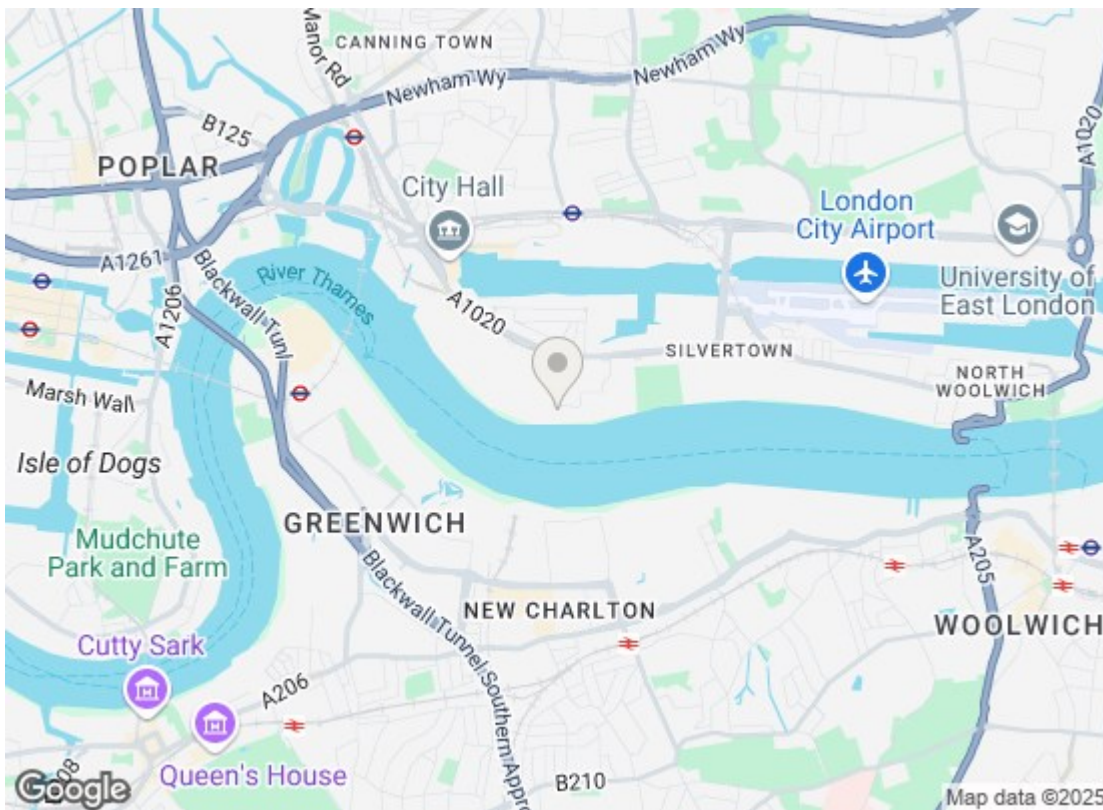 Manor Rd
CANNING TOWN
Newham Wy
Newham Wy
B125
POPLAR
City Hall
London
City Airport
A1020
University of
East London
A1261
River Thames
A1206
Blackwall Tunl
A1020
SILVERTOWN
NORTH
WOOLWICH
Marsh Wall
Isle of Dogs
GREENWICH
Mudchute
Park and Farm
Blackwall Tunnel Southern Appro
NEW CHARLTON
A205
WOOLWICH
Cutty Sark
A206
Queen's House
B210
Google
Map data ©2025